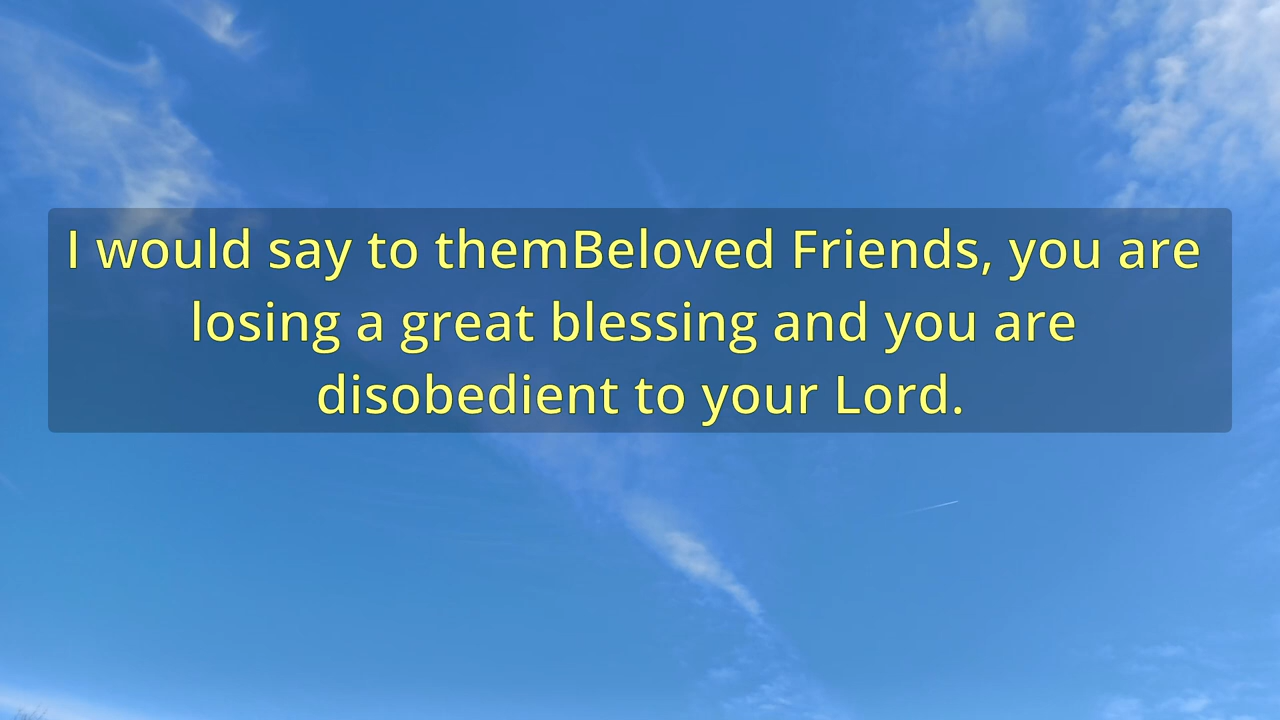 I would say to themBeloved Friends, you are
losing a great blessing and you are
disobedient to your Lord.